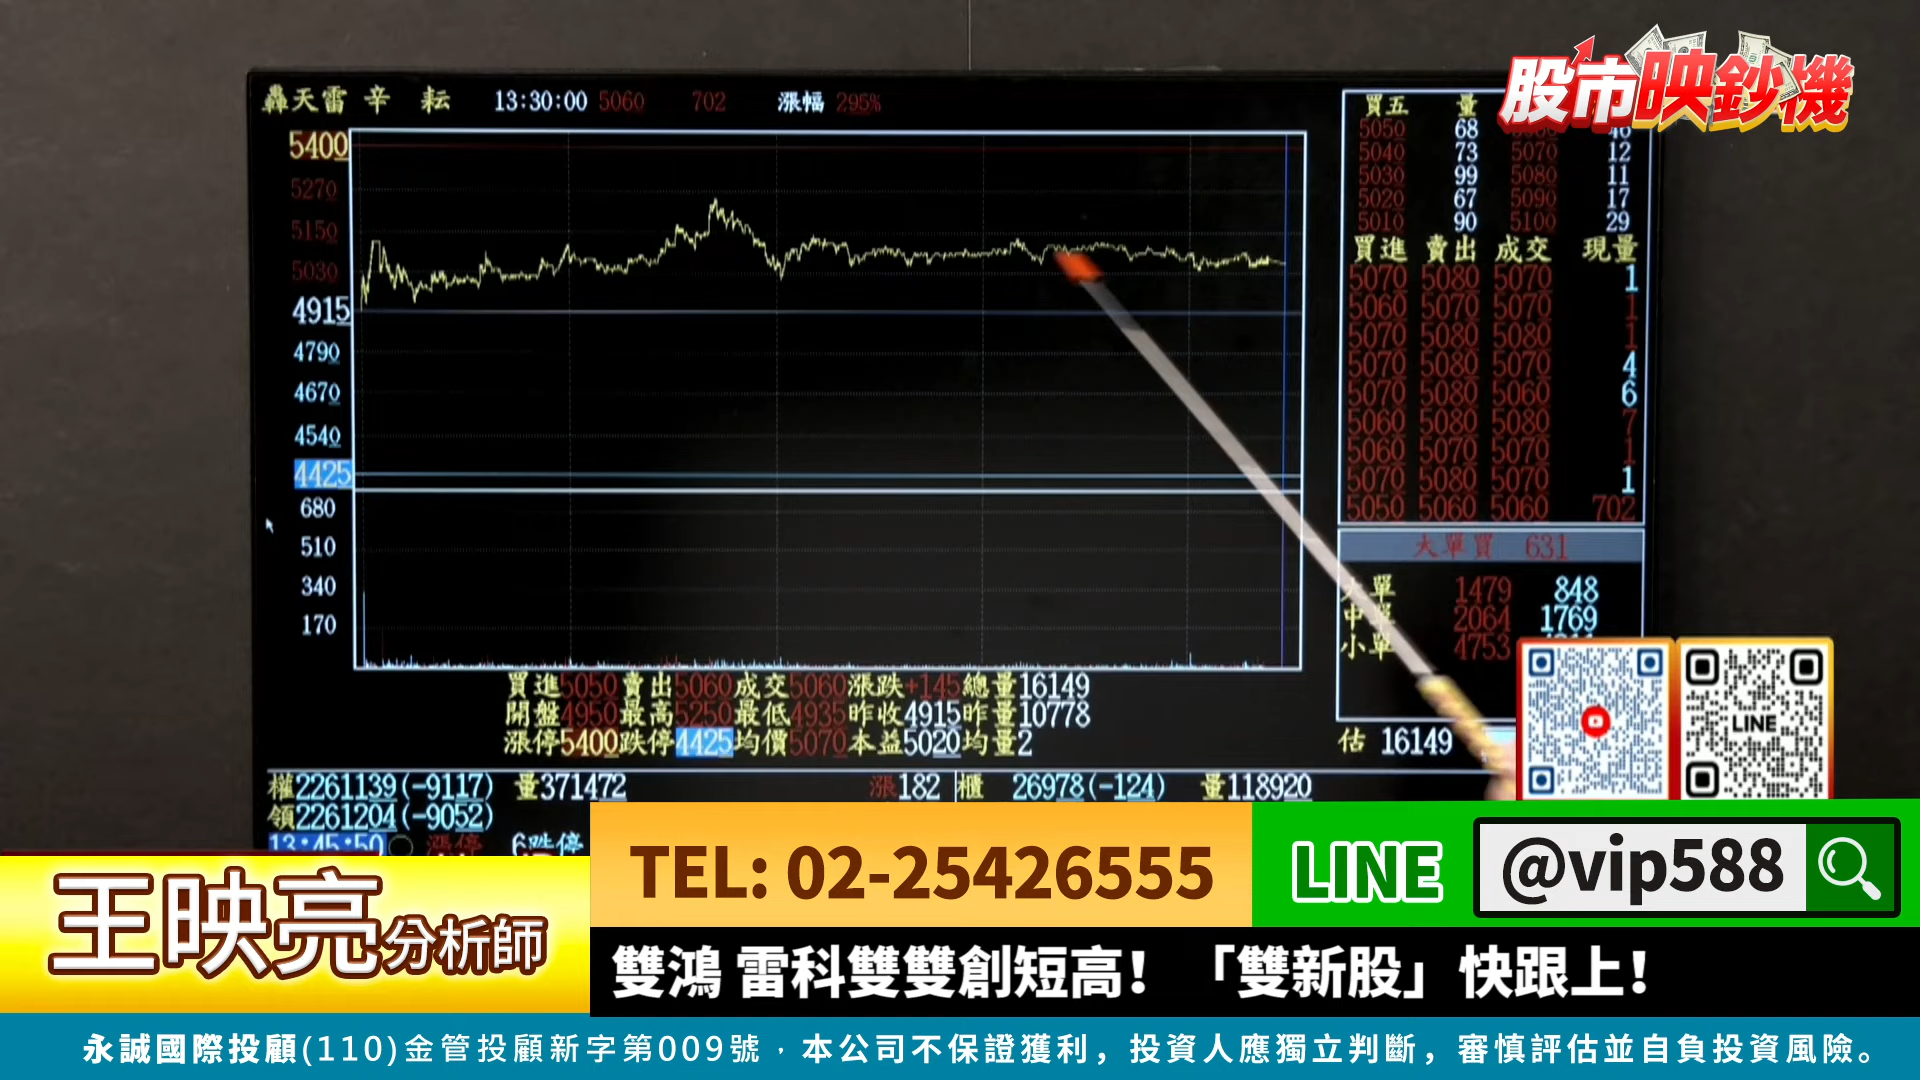 轟天雷 辛 耘 13:30:00 5060 702 漲幅 295%
股市映鈔機
5400
5270
5150
5030
4915
4790
4670
4540
4425
680
510
340
170
買五 量
5050 68
5040 73 5070 12
5030 99 5080 11
5020 67 5090 17
5010 90 5100 29
買進 賣出 成交 現量
5070 5080 5070 1
5060 5070 5070 1
5070 5080 5080 1
5070 5080 5070 4
5070 5080 5060 6
5060 5080 5080 7
5060 5070 5070 1
5070 5080 5070 1
5050 5060 5060 702
大單買 631
大單 1479 848
中單 2064 1769
小單 4753
估 16149
買進5050賣出5060成交5060漲跌+145總量16149
開盤4950最高5250最低4935昨收4915昨量10778
漲停5400跌停4425均價5070本益5020均量2
權2261139(-9117) 量371472 漲182 櫃 26978(-124) 量118920
領2261204(-9052)
13:45:50 漲停 6跌停
LINE
王映亮分析師
TEL: 02-25426555
LINE @vip588
雙鴻 雷科雙雙創短高！「雙新股」快跟上！
永誠國際投顧(110)金管投顧新字第009號，本公司不保證獲利，投資人應獨立判斷，審慎評估並自負投資風險。